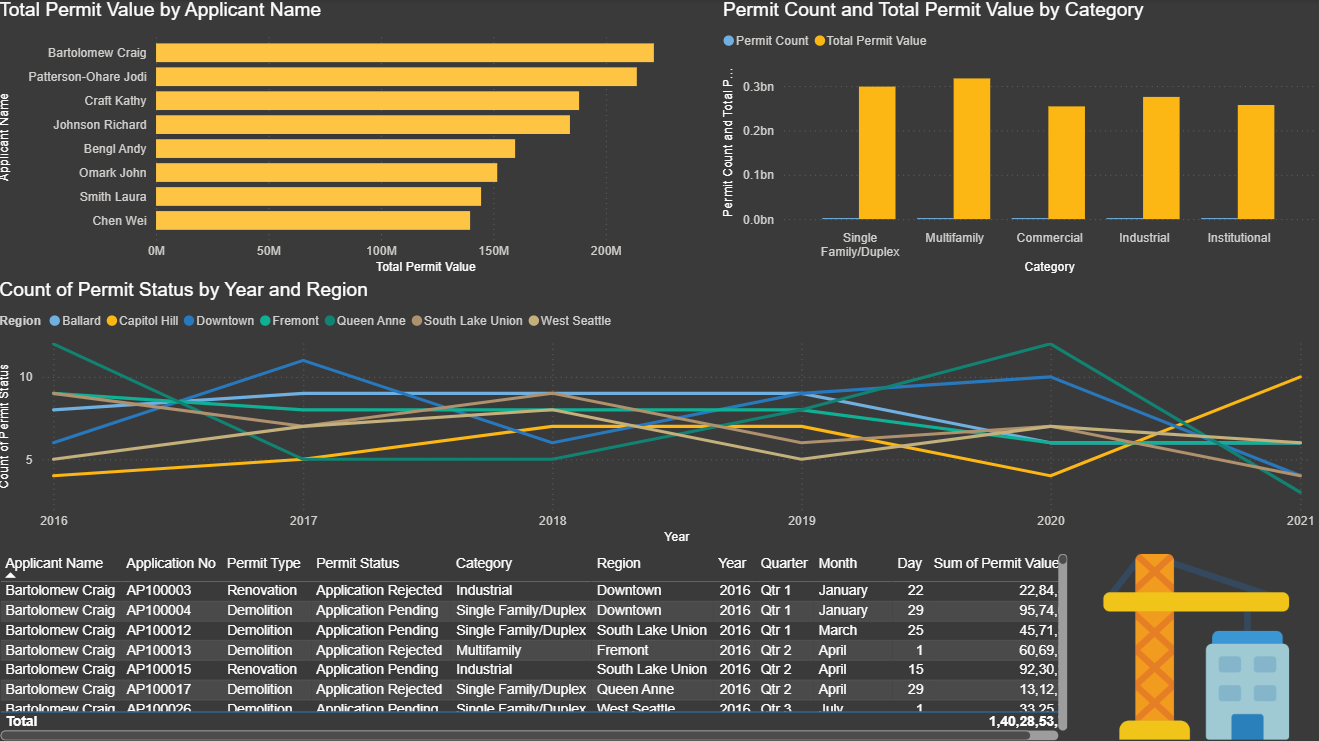 Total Permit Value by Applicant Name
Applicant Name
Bartolomew Craig
Patterson-Ohare Jodi
Craft Kathy
Johnson Richard
Bengl Andy
Omark John
Smith Laura
Chen Wei
0M 50M 100M 150M 200M
Total Permit Value
Permit Count and Total Permit Value by Category
Permit Count Total Permit Value
Permit Count and Total P...
0.3bn
0.2bn
0.1bn
0.0bn
Single Family/Duplex Multifamily Commercial Industrial Institutional
Category
Count of Permit Status by Year and Region
Region Ballard Capitol Hill Downtown Fremont Queen Anne South Lake Union West Seattle
Count of Permit Status
10
5
2016 2017 2018 2019 2020 2021
Year
Applicant Name Application No Permit Type Permit Status Category Region Year Quarter Month Day Sum of Permit Value
Bartolomew Craig AP100003 Renovation Application Rejected Industrial Downtown 2016 Qtr 1 January 22 22,84,
Bartolomew Craig AP100004 Demolition Application Pending Single Family/Duplex Downtown 2016 Qtr 1 January 29 95,74,
Bartolomew Craig AP100012 Demolition Application Pending Single Family/Duplex South Lake Union 2016 Qtr 1 March 25 45,71,
Bartolomew Craig AP100013 Demolition Application Rejected Multifamily Fremont 2016 Qtr 2 April 1 60,69,
Bartolomew Craig AP100015 Renovation Application Pending Industrial South Lake Union 2016 Qtr 2 April 15 92,30,
Bartolomew Craig AP100017 Demolition Application Rejected Single Family/Duplex Queen Anne 2016 Qtr 2 April 29 13,12,
Bartolomew Craig AP100026 Demolition Application Pending Single Family/Duplex West Seattle 2016 Qtr 3 July 1 33,25
Total 1,40,28,53,